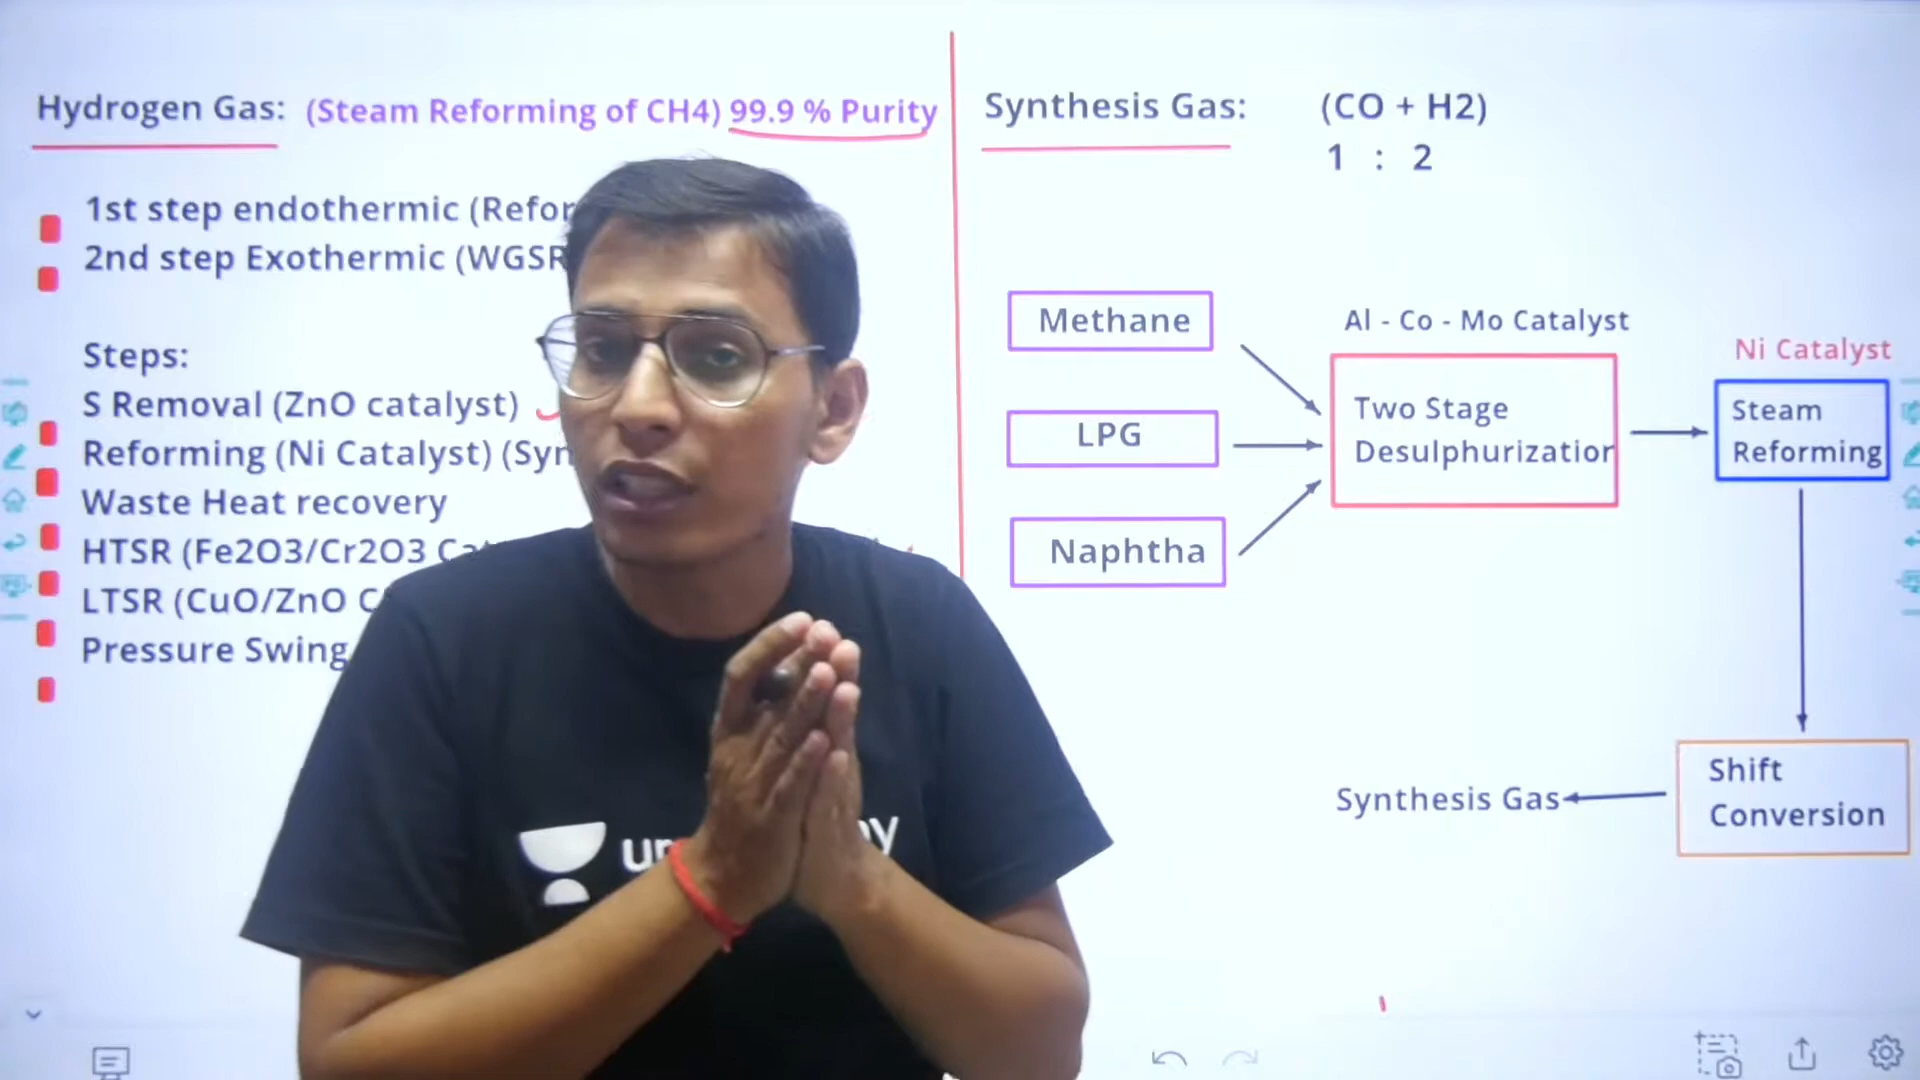 Hydrogen Gas: (Steam Reforming of CH4) 99.9 % Purity
1st step endothermic
2nd step Exothermic (WGSR
Steps:
S Removal (ZnO catalyst)
Reforming (Ni Catalyst)
Waste Heat recovery
HTSR (Fe2O3/Cr2O3
LTSR (CuO/ZnO
Pressure Swing
Synthesis Gas: (CO + H2)
1 : 2
Methane
LPG
Naphtha
Al - Co - Mo Catalyst
Two Stage
Desulphurization
Ni Catalyst
Steam
Reforming
Shift
Conversion
Synthesis Gas